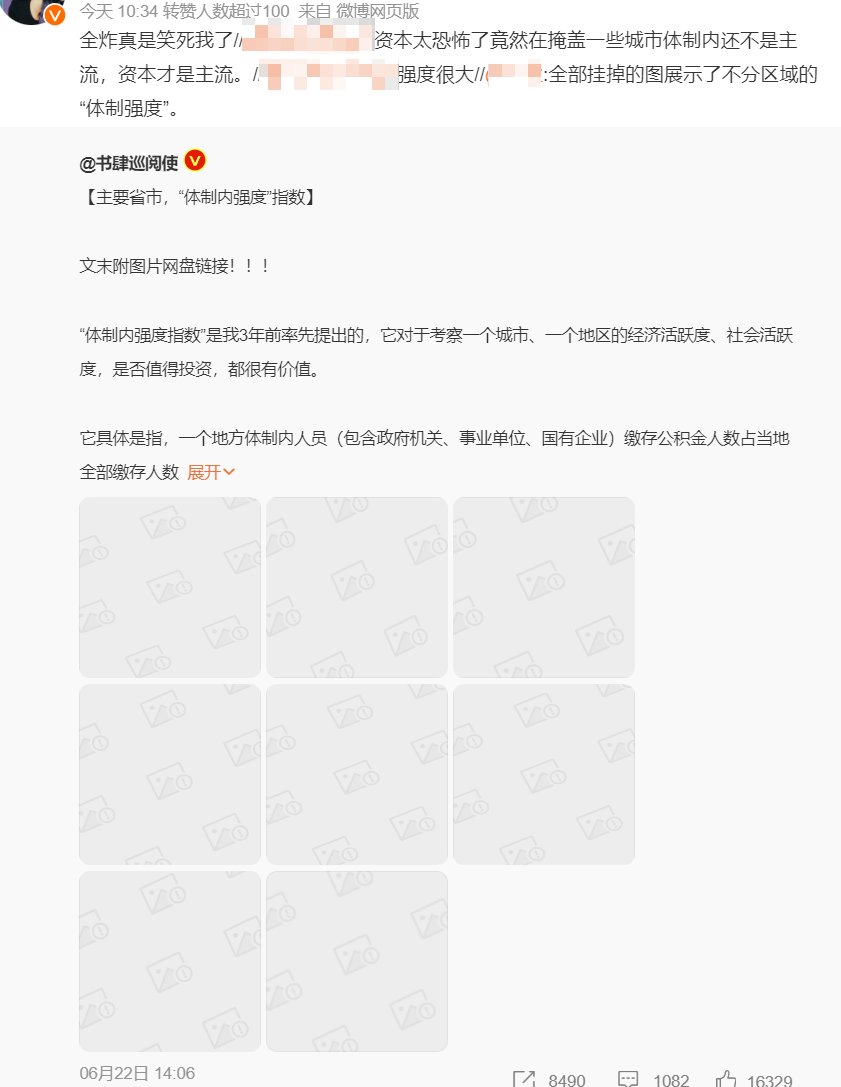 今天 10:34 转赞人数超过100 来自 微博网页版
全炸真是笑死我了//资本太恐怖了竟然在掩盖一些城市体制内还不是主
流，资本才是主流。//强度很大//:全部挂掉的图展示了不分区域的
“体制强度”。
@书肆巡阅使
【主要省市，“体制内强度”指数】
文末附图片网盘链接！！！
“体制内强度指数”是我3年前率先提出的，它对于考察一个城市、一个地区的经济活跃度、社会活跃
度，是否值得投资，都很有价值。
它具体是指，一个地方体制内人员（包含政府机关、事业单位、国有企业）缴存公积金人数占当地
全部缴存人数 展开
06月22日 14:06
8490 1082 16329